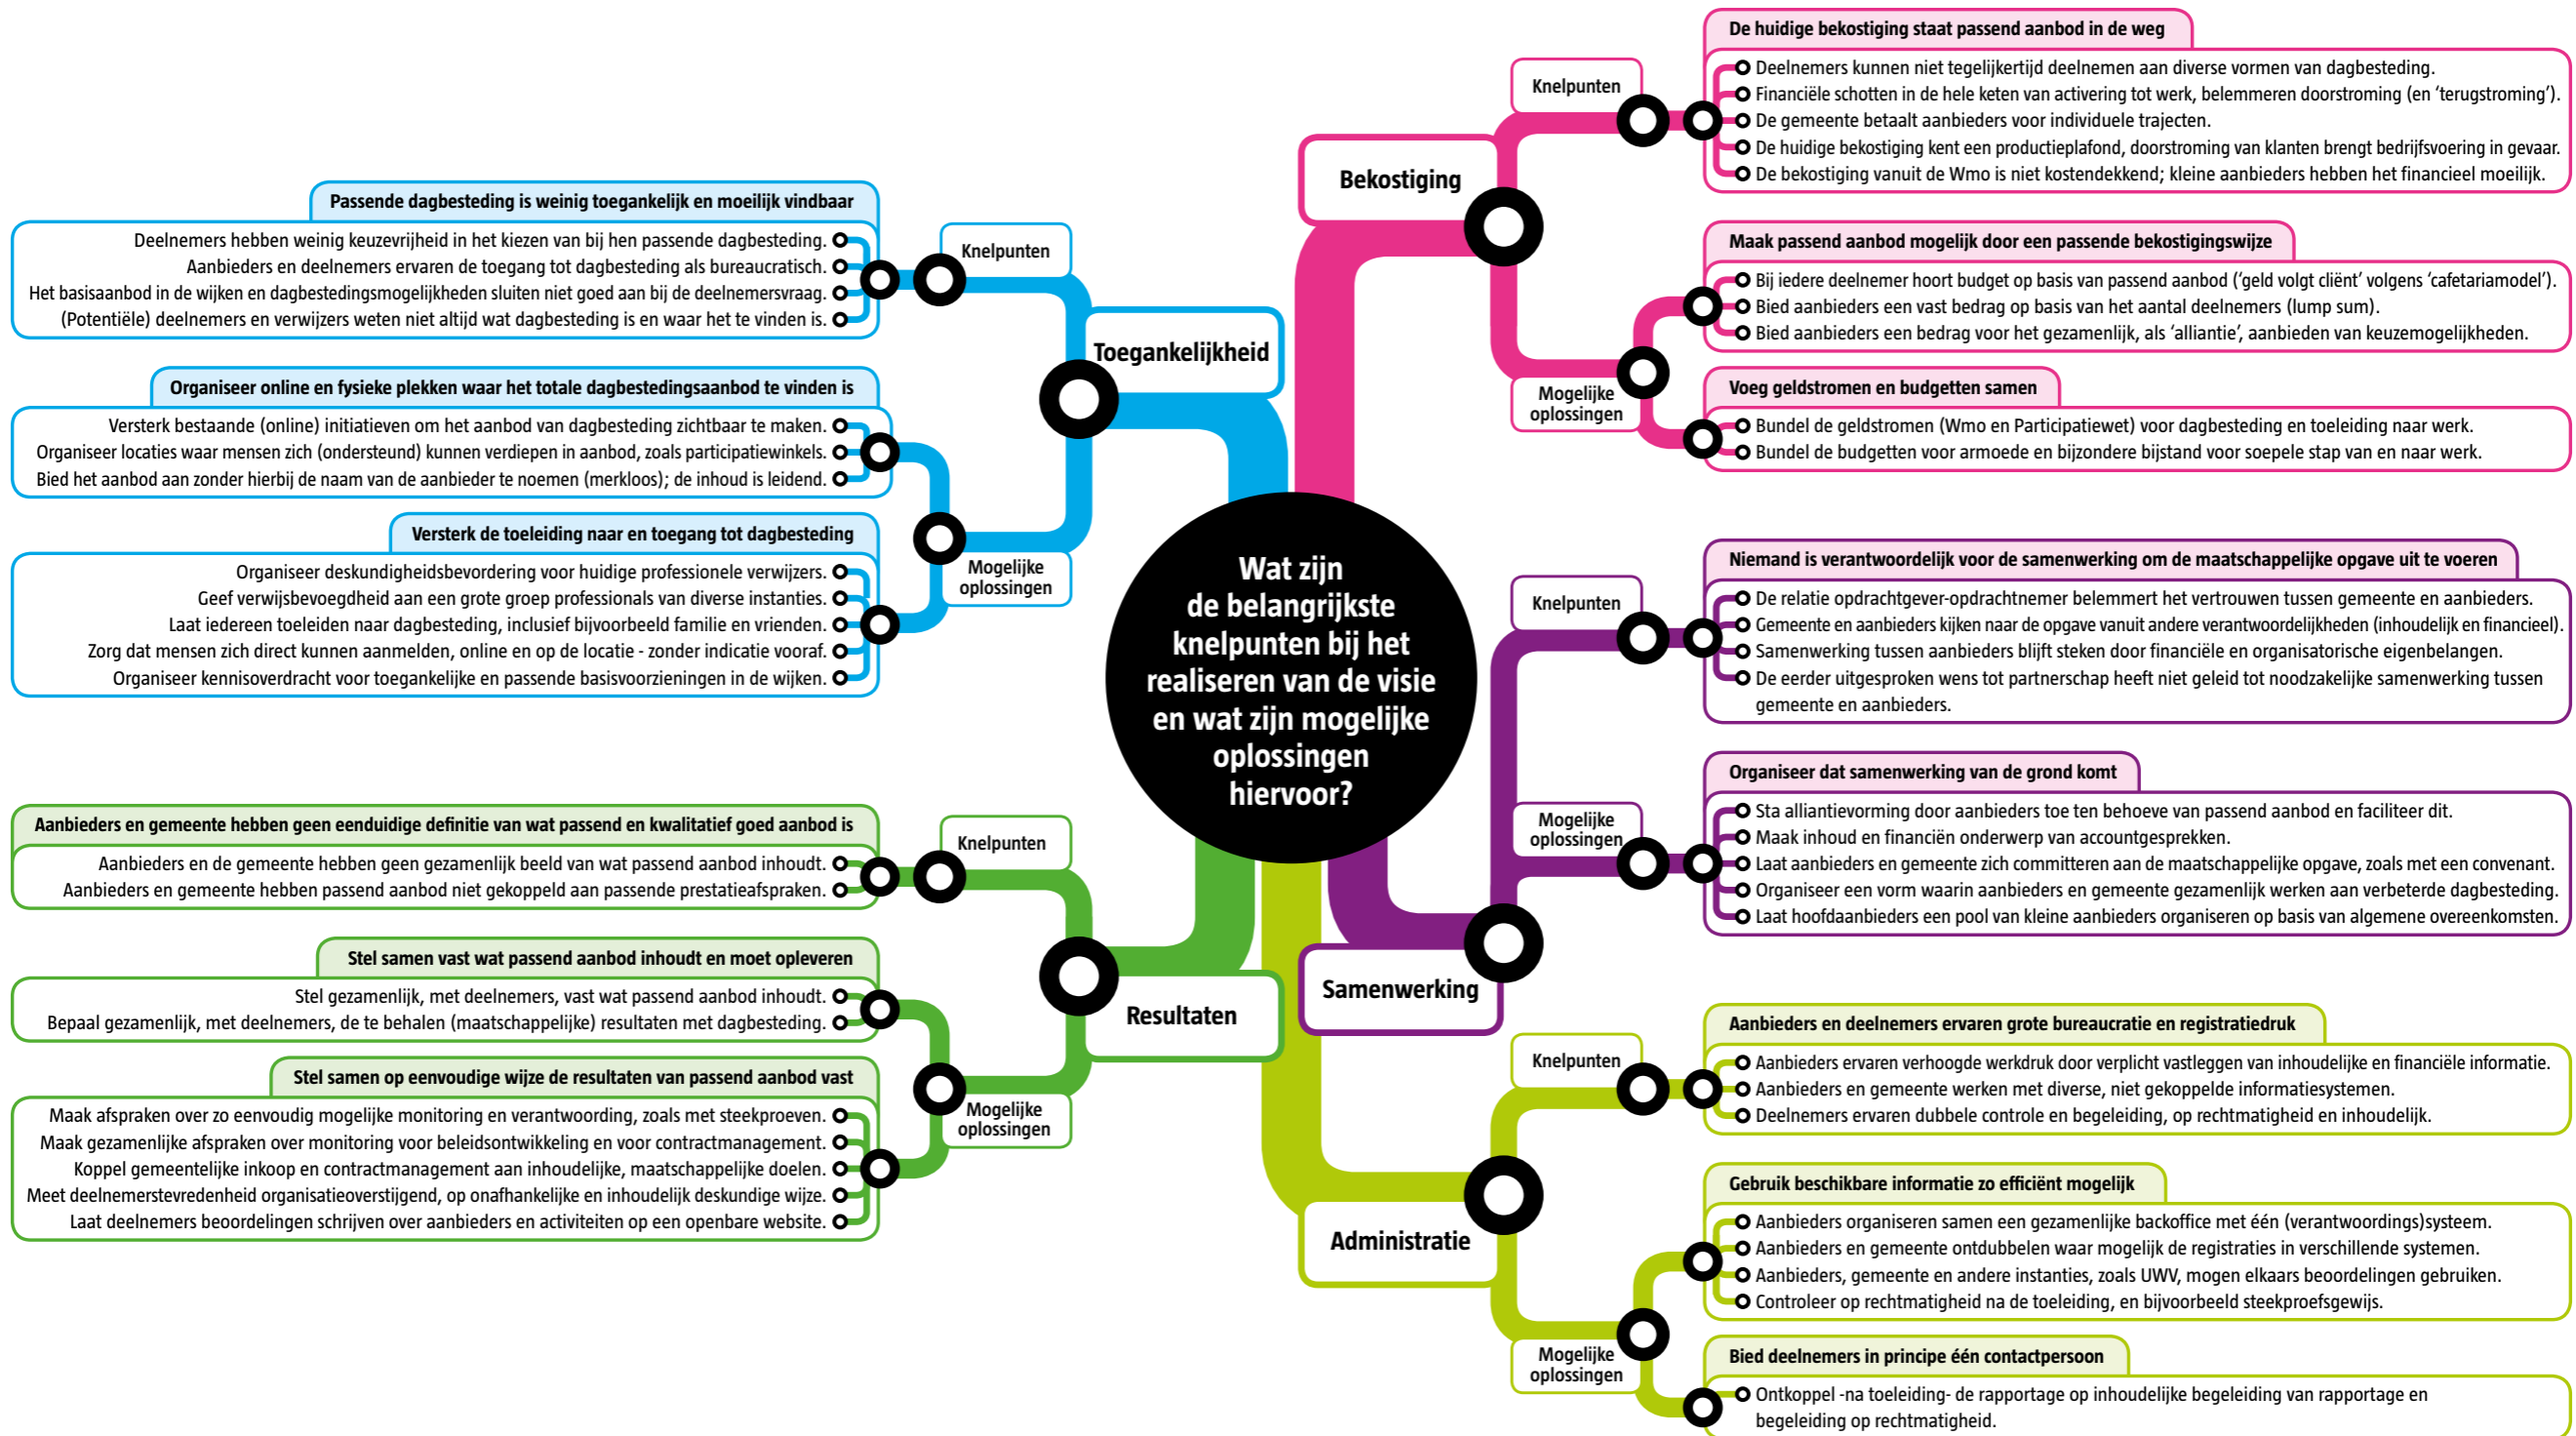 Wat zijn
de belangrijkste
knelpunten bij het
realiseren van de visie
en wat zijn mogelijke
oplossingen
hiervoor?
Toegankelijkheid
Knelpunten
Passende dagbesteding is weinig toegankelijk en moeilijk vindbaar
Deelnemers hebben weinig keuzevrijheid in het kiezen van bij hen passende dagbesteding.
Aanbieders en deelnemers ervaren de toegang tot dagbesteding als bureaucratisch.
Het basisaanbod in de wijken en dagbestedingsmogelijkheden sluiten niet goed aan bij de deelnemersvraag.
(Potentiële) deelnemers en verwijzers weten niet altijd wat dagbesteding is en waar het te vinden is.
Mogelijke
oplossingen
Organiseer online en fysieke plekken waar het totale dagbestedingsaanbod te vinden is
Versterk bestaande (online) initiatieven om het aanbod van dagbesteding zichtbaar te maken.
Organiseer locaties waar mensen zich (ondersteund) kunnen verdiepen in aanbod, zoals participatiewinkels.
Bied het aanbod aan zonder hierbij de naam van de aanbieder te noemen (merkloos); de inhoud is leidend.
Versterk de toeleiding naar en toegang tot dagbesteding
Organiseer deskundigheidsbevordering voor huidige professionele verwijzers.
Geef verwijsbevoegdheid aan een grote groep professionals van diverse instanties.
Laat iedereen toeleiden naar dagbesteding, inclusief bijvoorbeeld familie en vrienden.
Zorg dat mensen zich direct kunnen aanmelden, online en op de locatie - zonder indicatie vooraf.
Organiseer kennisoverdracht voor toegankelijke en passende basisvoorzieningen in de wijken.
Resultaten
Knelpunten
Aanbieders en gemeente hebben geen eenduidige definitie van wat passend en kwalitatief goed aanbod is
Aanbieders en de gemeente hebben geen gezamenlijk beeld van wat passend aanbod inhoudt.
Aanbieders en gemeente hebben passend aanbod niet gekoppeld aan passende prestatieafspraken.
Mogelijke
oplossingen
Stel samen vast wat passend aanbod inhoudt en moet opleveren
Stel gezamenlijk, met deelnemers, vast wat passend aanbod inhoudt.
Bepaal gezamenlijk, met deelnemers, de te behalen (maatschappelijke) resultaten met dagbesteding.
Stel samen op eenvoudige wijze de resultaten van passend aanbod vast
Maak afspraken over zo eenvoudig mogelijke monitoring en verantwoording, zoals met steekproeven.
Maak gezamenlijke afspraken over monitoring voor beleidsontwikkeling en voor contractmanagement.
Koppel gemeentelijke inkoop en contractmanagement aan inhoudelijke, maatschappelijke doelen.
Meet deelnemerstevredenheid organisatieoverstijgend, op onafhankelijke en inhoudelijk deskundige wijze.
Laat deelnemers beoordelingen schrijven over aanbieders en activiteiten op een openbare website.
Bekostiging
Knelpunten
De huidige bekostiging staat passend aanbod in de weg
Deelnemers kunnen niet tegelijkertijd deelnemen aan diverse vormen van dagbesteding.
Financiële schotten in de hele keten van activering tot werk, belemmeren doorstroming (en ‘terugstroming’).
De gemeente betaalt aanbieders voor individuele trajecten.
De huidige bekostiging kent een productieplafond, doorstroming van klanten brengt bedrijfsvoering in gevaar.
De bekostiging vanuit de Wmo is niet kostendekkend; kleine aanbieders hebben het financieel moeilijk.
Mogelijke
oplossingen
Maak passend aanbod mogelijk door een passende bekostigingswijze
Bij iedere deelnemer hoort budget op basis van passend aanbod (‘geld volgt cliënt’ volgens ‘cafetariamodel’).
Bied aanbieders een vast bedrag op basis van het aantal deelnemers (lump sum).
Bied aanbieders een bedrag voor het gezamenlijk, als ‘alliantie’, aanbieden van keuzemogelijkheden.
Voeg geldstromen en budgetten samen
Bundel de geldstromen (Wmo en Participatiewet) voor dagbesteding en toeleiding naar werk.
Bundel de budgetten voor armoede en bijzondere bijstand voor soepele stap van en naar werk.
Samenwerking
Knelpunten
Niemand is verantwoordelijk voor de samenwerking om de maatschappelijke opgave uit te voeren
De relatie opdrachtgever-opdrachtnemer belemmert het vertrouwen tussen gemeente en aanbieders.
Gemeente en aanbieders kijken naar de opgave vanuit andere verantwoordelijkheden (inhoudelijk en financieel).
Samenwerking tussen aanbieders blijft steken door financiële en organisatorische eigenbelangen.
De eerder uitgesproken wens tot partnerschap heeft niet geleid tot noodzakelijke samenwerking tussen
gemeente en aanbieders.
Mogelijke
oplossingen
Organiseer dat samenwerking van de grond komt
Sta alliantievorming door aanbieders toe ten behoeve van passend aanbod en faciliteer dit.
Maak inhoud en financiën onderwerp van accountgesprekken.
Laat aanbieders en gemeente zich committeren aan de maatschappelijke opgave, zoals met een convenant.
Organiseer een vorm waarin aanbieders en gemeente gezamenlijk werken aan verbeterde dagbesteding.
Laat hoofdaanbieders een pool van kleine aanbieders organiseren op basis van algemene overeenkomsten.
Administratie
Knelpunten
Aanbieders en deelnemers ervaren grote bureaucratie en registratiedruk
Aanbieders ervaren verhoogde werkdruk door verplicht vastleggen van inhoudelijke en financiële informatie.
Aanbieders en gemeente werken met diverse, niet gekoppelde informatiesystemen.
Deelnemers ervaren dubbele controle en begeleiding, op rechtmatigheid en inhoudelijk.
Mogelijke
oplossingen
Gebruik beschikbare informatie zo efficiënt mogelijk
Aanbieders organiseren samen een gezamenlijke backoffice met één (verantwoordings)systeem.
Aanbieders en gemeente ontdubbelen waar mogelijk de registraties in verschillende systemen.
Aanbieders, gemeente en andere instanties, zoals UWV, mogen elkaars beoordelingen gebruiken.
Controleer op rechtmatigheid na de toeleiding, en bijvoorbeeld steekproefsgewijs.
Bied deelnemers in principe één contactpersoon
Ontkoppel -na toeleiding- de rapportage op inhoudelijke begeleiding van rapportage en
begeleiding op rechtmatigheid.